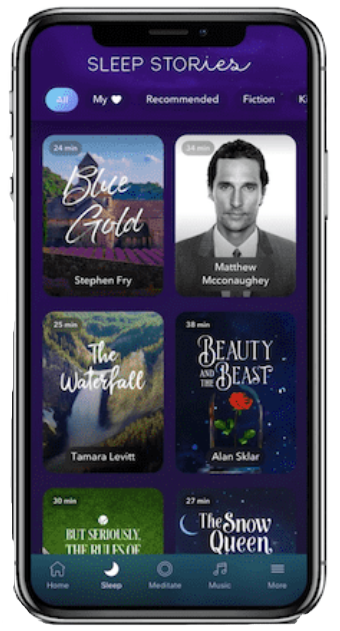 SLEEP STORies
All
My
Recommended
Fiction
Ki
24 min
Blue
Gold
Stephen Fry
24 min
Matthew
Mcconaughey
25 min
The
Waterfall
Tamara Levitt
38 min
BEAUTY
AND THE BEAST
Alan Sklar
30 min
BUT SERIOUSLY,
THE RULES OF
27 min
The Snow
Queen
Home
Sleep
Meditate
Music
More